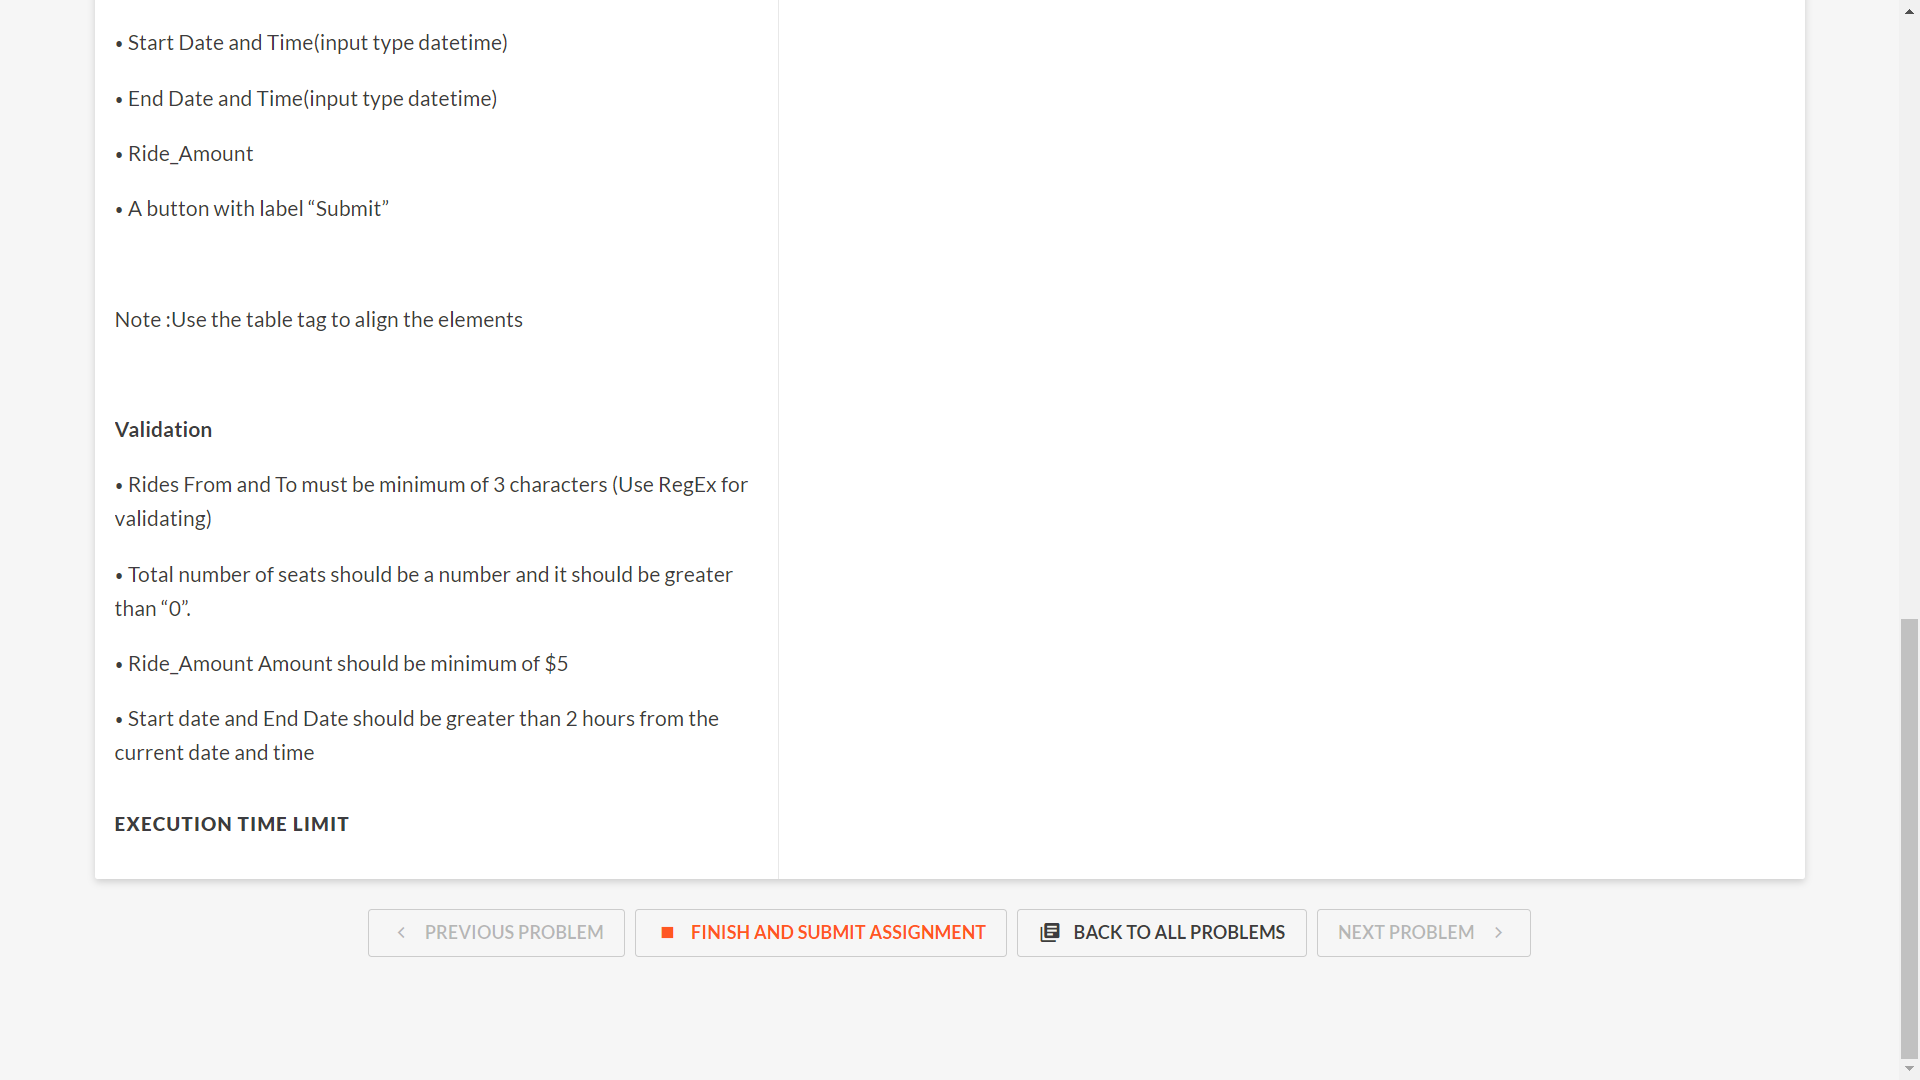 • Start Date and Time(input type datetime)
• End Date and Time(input type datetime)
• Ride_Amount
• A button with label “Submit”
Note :Use the table tag to align the elements
Validation
• Rides From and To must be minimum of 3 characters (Use RegEx for
validating)
• Total number of seats should be a number and it should be greater
than “0”.
• Ride_Amount Amount should be minimum of $5
• Start date and End Date should be greater than 2 hours from the
current date and time
EXECUTION TIME LIMIT
PREVIOUS PROBLEM
FINISH AND SUBMIT ASSIGNMENT
BACK TO ALL PROBLEMS
NEXT PROBLEM